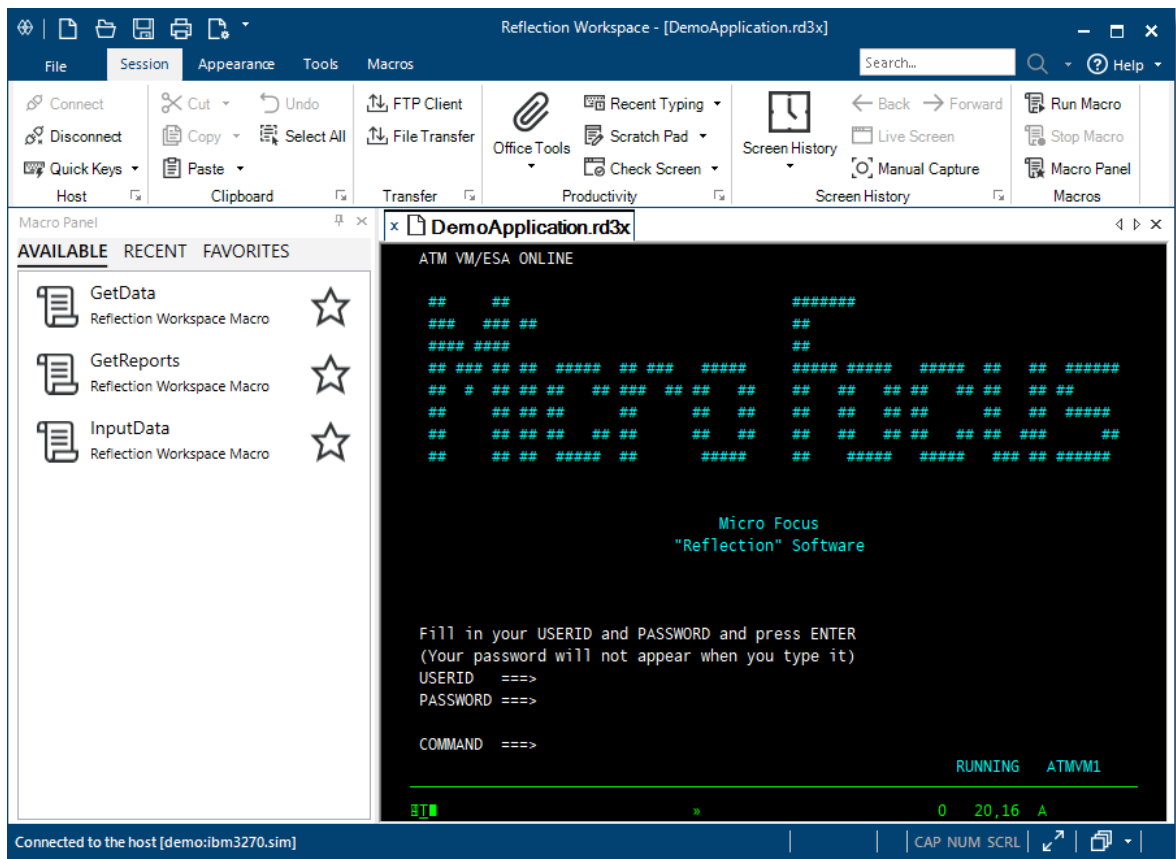 Reflection Workspace - [DemoApplication.rd3x]
File Session Appearance Tools Macros Search... Help
Connect Cut Undo FTP Client Recent Typing Back Forward Run Macro
Disconnect Copy Select All File Transfer Office Tools Scratch Pad Screen History Live Screen Stop Macro
Quick Keys Paste Check Screen Manual Capture Macro Panel
Host Clipboard Transfer Productivity Screen History Macros
Macro Panel
AVAILABLE RECENT FAVORITES
GetData
Reflection Workspace Macro
GetReports
Reflection Workspace Macro
InputData
Reflection Workspace Macro
x DemoApplication.rd3x
ATM VM/ESA ONLINE
Micro Focus
Micro Focus
"Reflection" Software
Fill in your USERID and PASSWORD and press ENTER
(Your password will not appear when you type it)
USERID ===>
PASSWORD ===>
COMMAND ===>
RUNNING ATMVM1
» 0 20,16 A
Connected to the host [demo:ibm3270.sim] CAP NUM SCRL